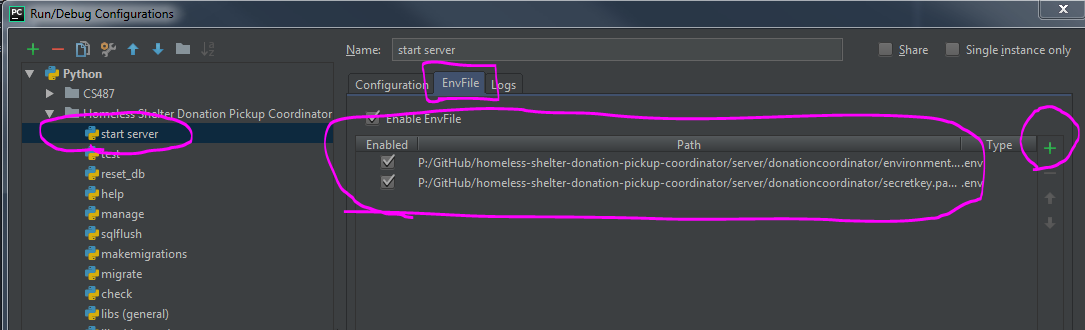 PC Run/Debug Configurations
Name: start server Share Single instance only
Python
CS487
Homeless Shelter Donation Pickup Coordinator
start server
test
reset_db
help
manage
sqlflush
makemigrations
migrate
check
libs (general)
Configuration EnvFile Logs
Enable EnvFile
Enabled Path Type
P:/GitHub/homeless-shelter-donation-pickup-coordinator/server/donationcoordinator/environment.... .env
P:/GitHub/homeless-shelter-donation-pickup-coordinator/server/donationcoordinator/secretkey.pa... .env